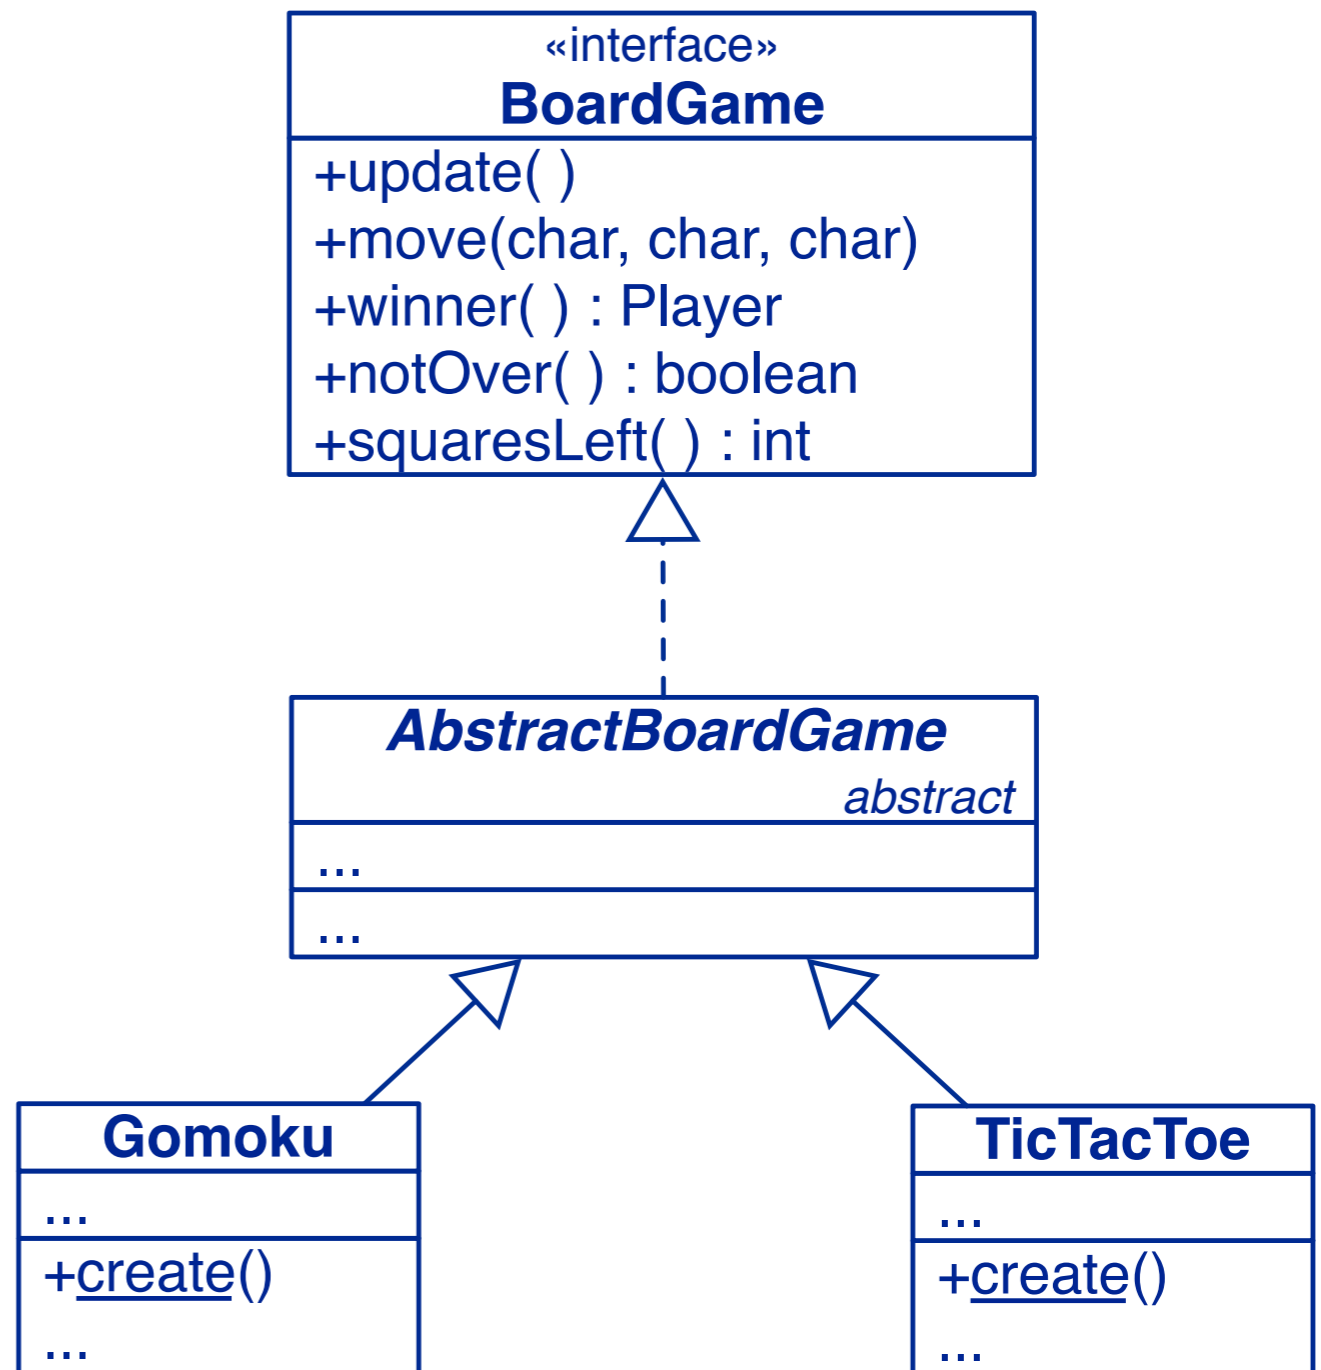 «interface»
BoardGame
+update( )
+move(char, char, char)
+winner( ) : Player
+notOver( ) : boolean
+squaresLeft( ) : int
AbstractBoardGame
abstract
...
...
Gomoku
...
+create()
...
TicTacToe
...
+create()
...